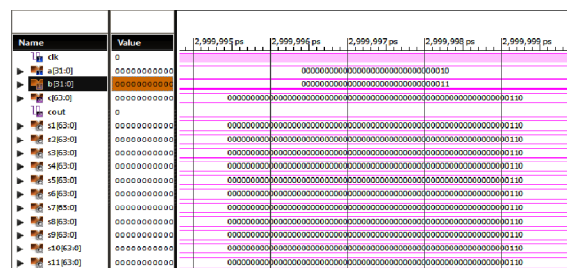 Name Value 2,999,995 ps 2,999,996 ps 2,999,997 ps 2,999,998 ps 2,999,999 ps
clk 0
a[31:0] 00000000000 00000000000000000000000000000010
b[31:0] 00000000000 00000000000000000000000000000011
c[63:0] 00000000000 0000000000000000000000000000000000000000000000000000000000000110
cout 0
s1[63:0] 00000000000 0000000000000000000000000000000000000000000000000000000000000110
s2[63:0] 00000000000 0000000000000000000000000000000000000000000000000000000000000110
s3[63:0] 00000000000 0000000000000000000000000000000000000000000000000000000000000110
s4[63:0] 00000000000 0000000000000000000000000000000000000000000000000000000000000110
s5[63:0] 00000000000 0000000000000000000000000000000000000000000000000000000000000110
s6[63:0] 00000000000 0000000000000000000000000000000000000000000000000000000000000110
s7[63:0] 00000000000 0000000000000000000000000000000000000000000000000000000000000110
s8[63:0] 00000000000 0000000000000000000000000000000000000000000000000000000000000110
s9[63:0] 00000000000 0000000000000000000000000000000000000000000000000000000000000110
s10[63:0] 00000000000 0000000000000000000000000000000000000000000000000000000000000110
s11[63:0] 00000000000 0000000000000000000000000000000000000000000000000000000000000110